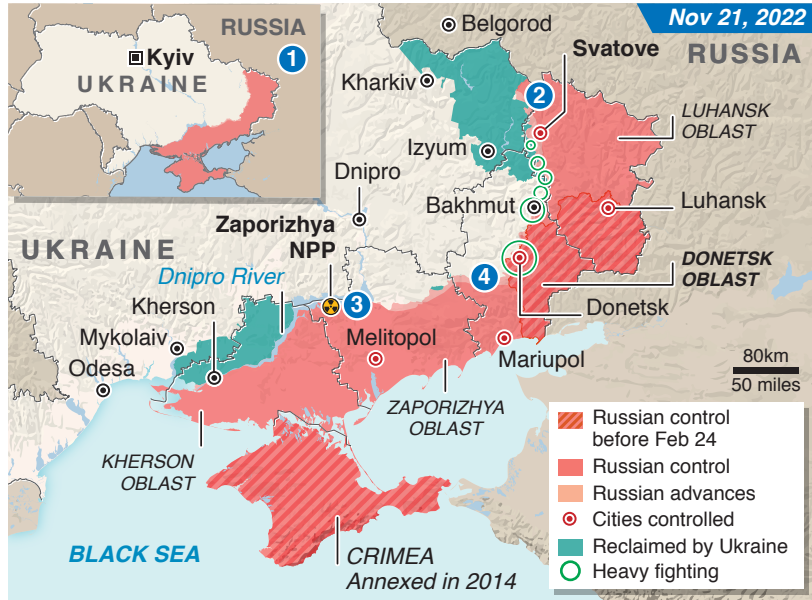 Nov 21, 2022
RUSSIA
1
Kyiv
UKRAINE
Belgorod
Svatove
RUSSIA
Kharkiv
2
LUHANSK
OBLAST
Izyum
Dnipro
Bakhmut
Luhansk
Zaporizhya
NPP
UKRAINE
Dnipro River
4
DONETSK
OBLAST
Kherson
3
Donetsk
Mykolaiv
Melitopol
Mariupol
Odesa
80km
50 miles
ZAPORIZHYA
OBLAST
KHERSON
OBLAST
BLACK SEA
CRIMEA
Annexed in 2014
Russian control
before Feb 24
Russian control
Russian advances
Cities controlled
Reclaimed by Ukraine
Heavy fighting